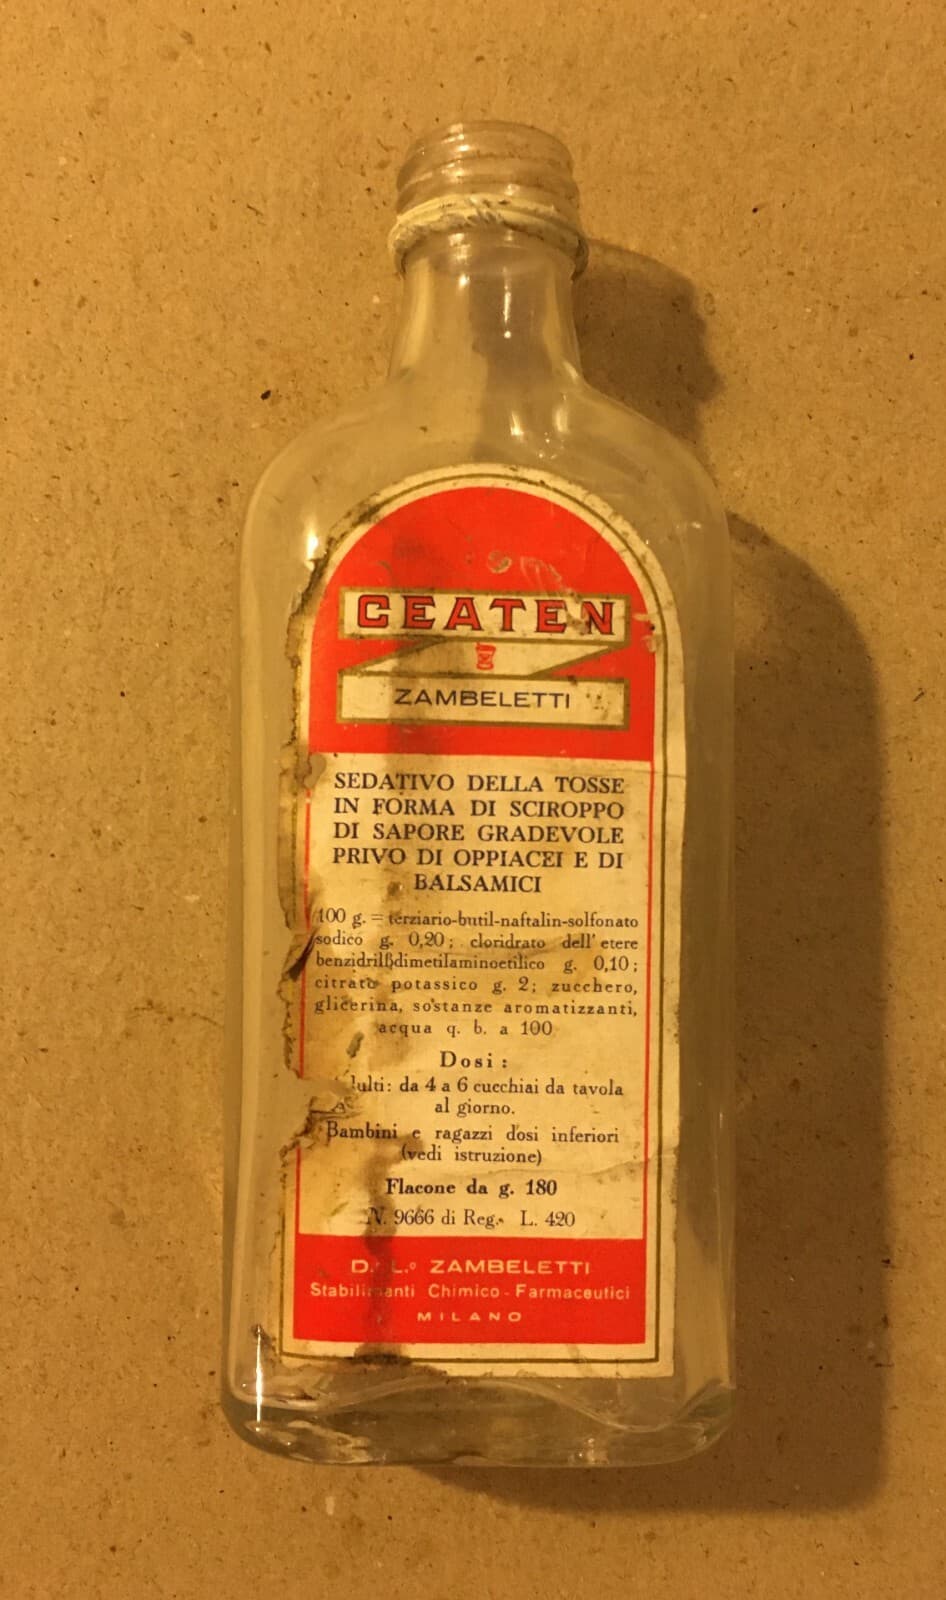 CEATEN
ZAMBELETTI
SEDATIVO DELLA TOSSE
IN FORMA DI SCIROPPO
DI SAPORE GRADEVOLE
PRIVO DI OPPIACEI E DI
BALSAMICI
100 g. = terziario-butil-naftalin-solfonato
sodico g. 0,20; cloridrato dell'etere
benzidrilβdimetilaminoetilico g. 0,10;
citrato potassico g. 2; zucchero,
glicerina, sostanze aromatizzanti,
acqua q. b. a 100
Dosi:
da 4 a 6 cucchiai da tavola
al giorno.
Bambini e ragazzi dosi inferiori
(vedi istruzione)
Flacone da g. 180
N. 9666 di Reg. L. 420
D. L.º ZAMBELETTI
Stabilimenti Chimico-Farmaceutici
MILANO